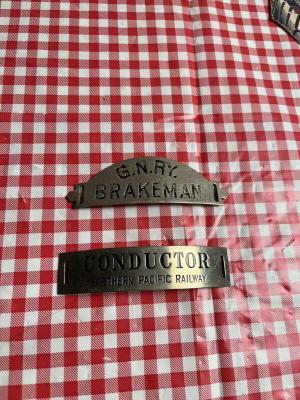 G.N.RY.
BRAKEMAN
CONDUCTOR
NORTHERN PACIFIC RAILWAY